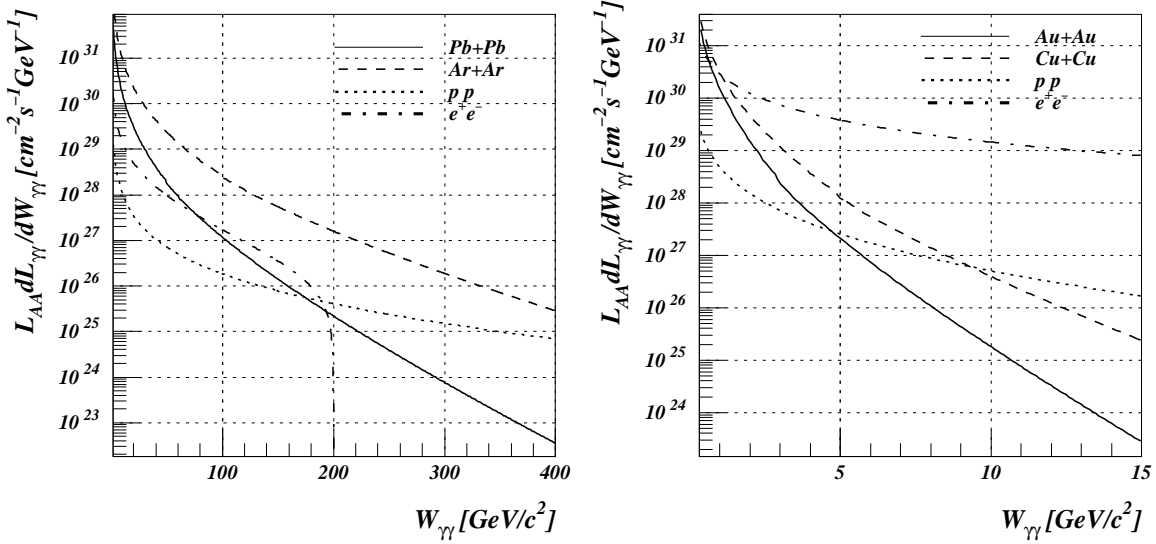 L_AA dL_γγ/dW_γγ [cm^−2 s^−1 GeV^−1]
10^31
10^30
10^29
10^28
10^27
10^26
10^25
10^24
10^23
Pb+Pb
Ar+Ar
p p
e^+e^-
100
200
300
400
W_γγ [GeV/c^2]
L_AA dL_γγ/dW_γγ [cm^−2 s^−1 GeV^−1]
10^31
10^30
10^29
10^28
10^27
10^26
10^25
10^24
Au+Au
Cu+Cu
p p
e^+e^-
5
10
15
W_γγ [GeV/c^2]